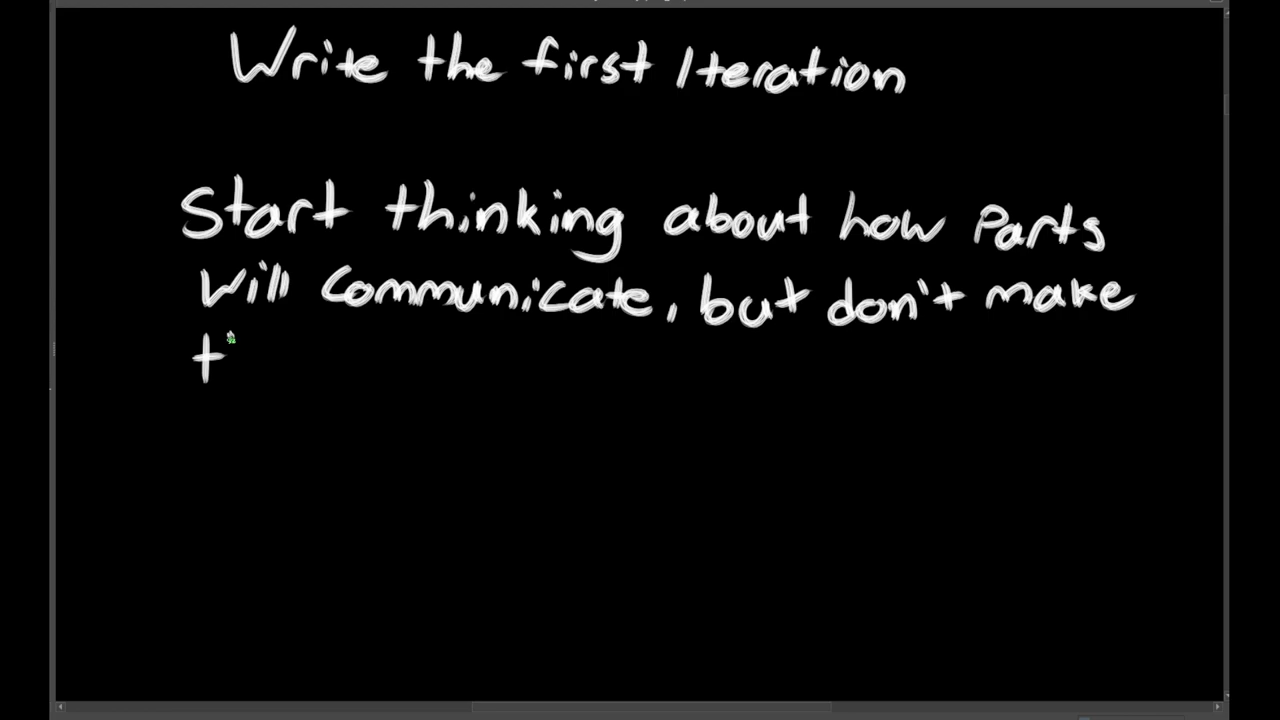 Write the first Iteration
Start thinking about how Parts
will communicate, but don't make
t